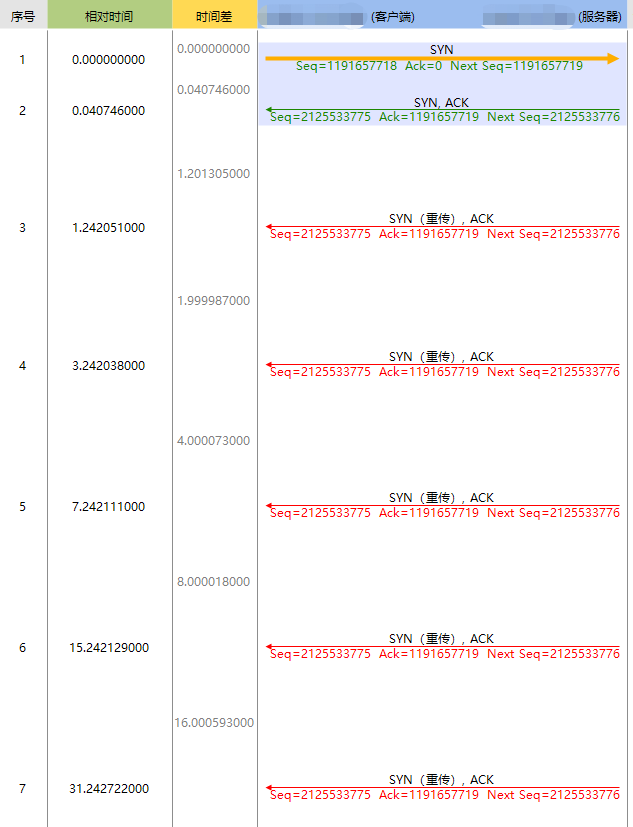 序号 相对时间 时间差 (客户端) (服务器)
0.000000000
SYN
1 0.000000000
Seq=1191657718 Ack=0 Next Seq=1191657719
0.040746000
SYN, ACK
2 0.040746000
Seq=2125533775 Ack=1191657719 Next Seq=2125533776
1.201305000
SYN（重传）, ACK
3 1.242051000
Seq=2125533775 Ack=1191657719 Next Seq=2125533776
1.999987000
SYN（重传）, ACK
4 3.242038000
Seq=2125533775 Ack=1191657719 Next Seq=2125533776
4.000073000
SYN（重传）, ACK
5 7.242111000
Seq=2125533775 Ack=1191657719 Next Seq=2125533776
8.000018000
SYN（重传）, ACK
6 15.242129000
Seq=2125533775 Ack=1191657719 Next Seq=2125533776
16.000593000
SYN（重传）, ACK
7 31.242722000
Seq=2125533775 Ack=1191657719 Next Seq=2125533776